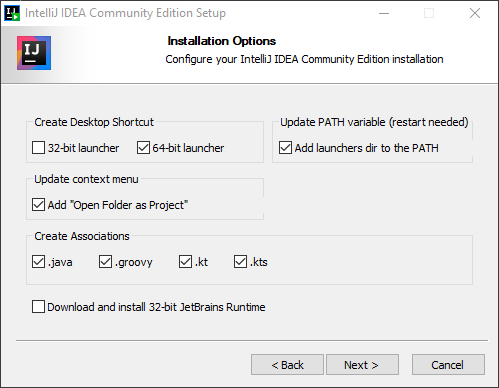 IntelliJ IDEA Community Edition Setup
IJ
Installation Options
Configure your IntelliJ IDEA Community Edition installation
Create Desktop Shortcut
32-bit launcher 64-bit launcher
Update PATH variable (restart needed)
Add launchers dir to the PATH
Update context menu
Add "Open Folder as Project"
Create Associations
.java .groovy .kt .kts
Download and install 32-bit JetBrains Runtime
< Back Next > Cancel